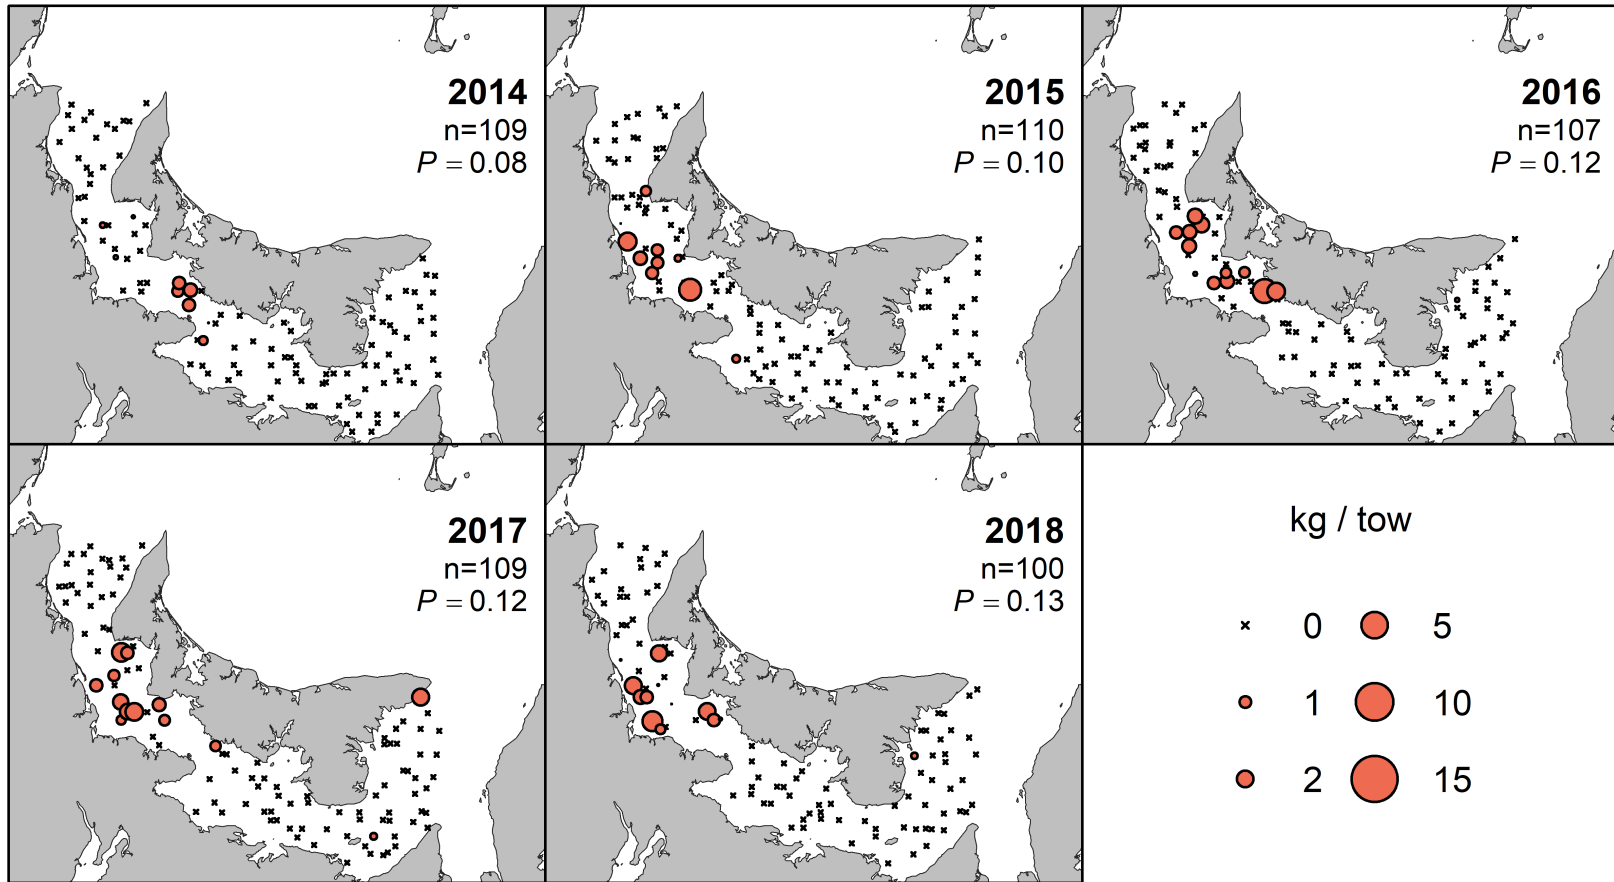 2014
n=109
P = 0.08
2015
n=110
P = 0.10
2016
n=107
P = 0.12
2017
n=109
P = 0.12
2018
n=100
P = 0.13
kg / tow
0 5
1 10
2 15